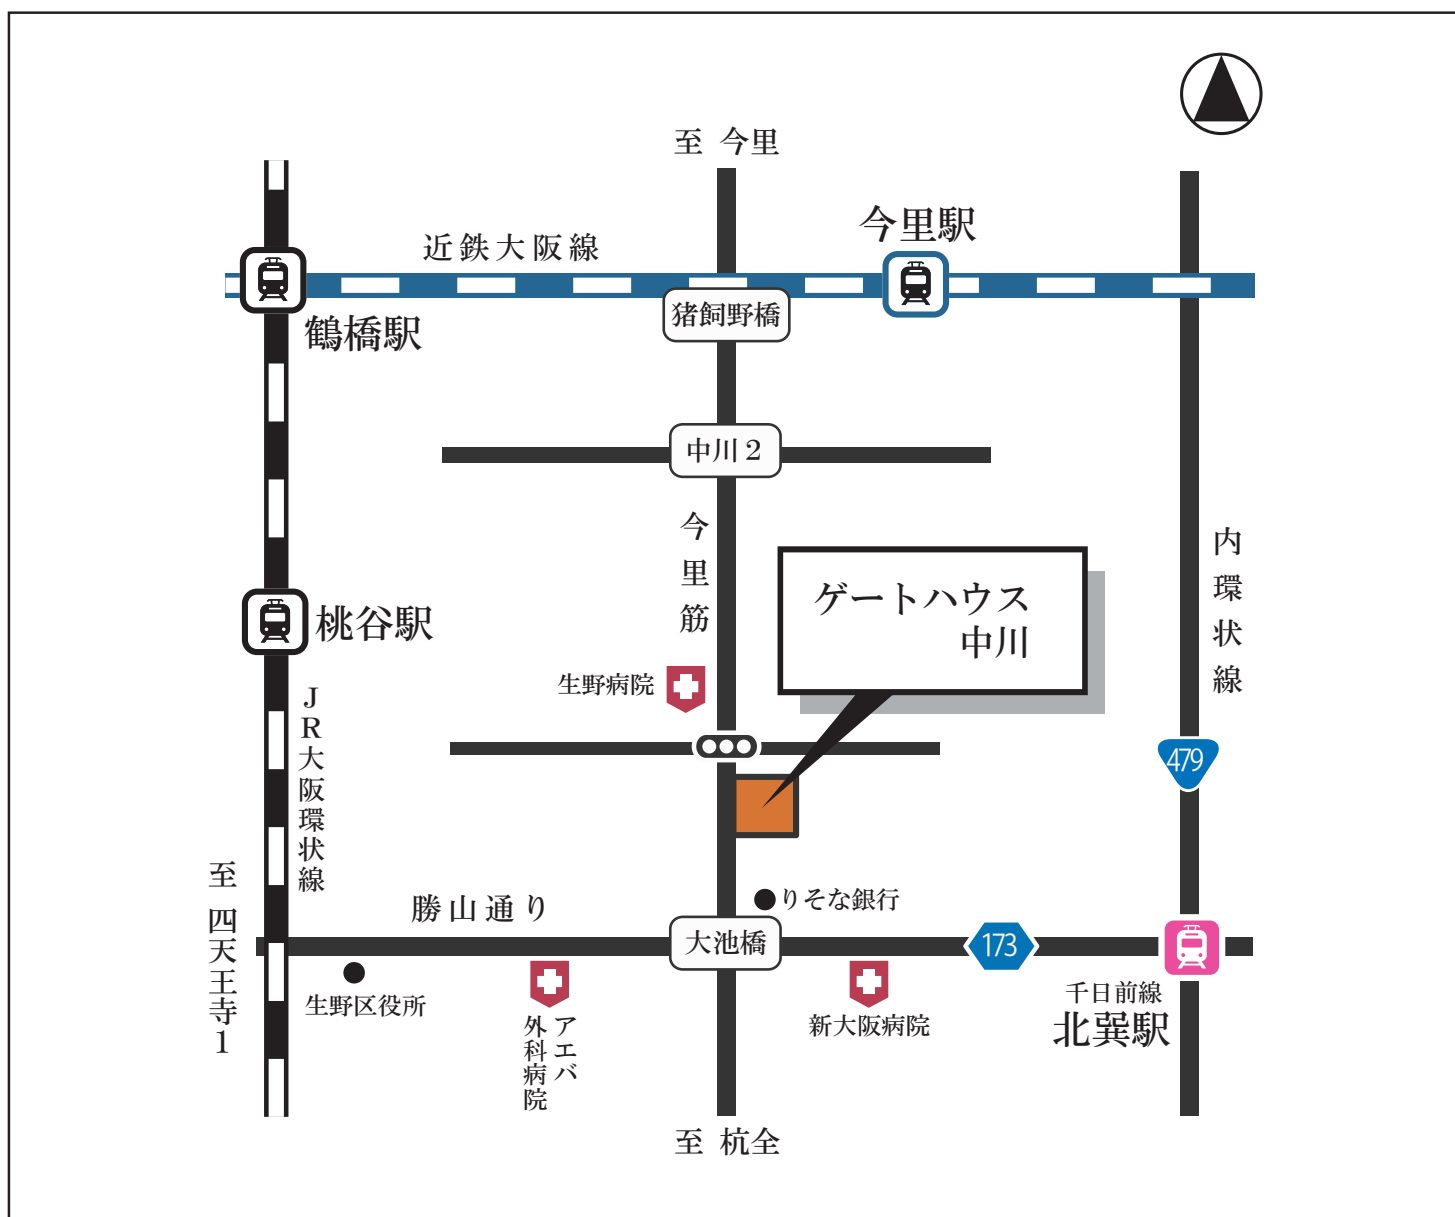 至 今里
近鉄大阪線
今里駅
鶴橋駅
猪飼野橋
中川２
今里筋
内環状線
ゲートハウス
中川
桃谷駅
生野病院
JR大阪環状線
479
至 四天王寺1
勝山通り
りそな銀行
大池橋
173
生野区役所
アエバ
外科病院
新大阪病院
千日前線
北巽駅
至 杭全